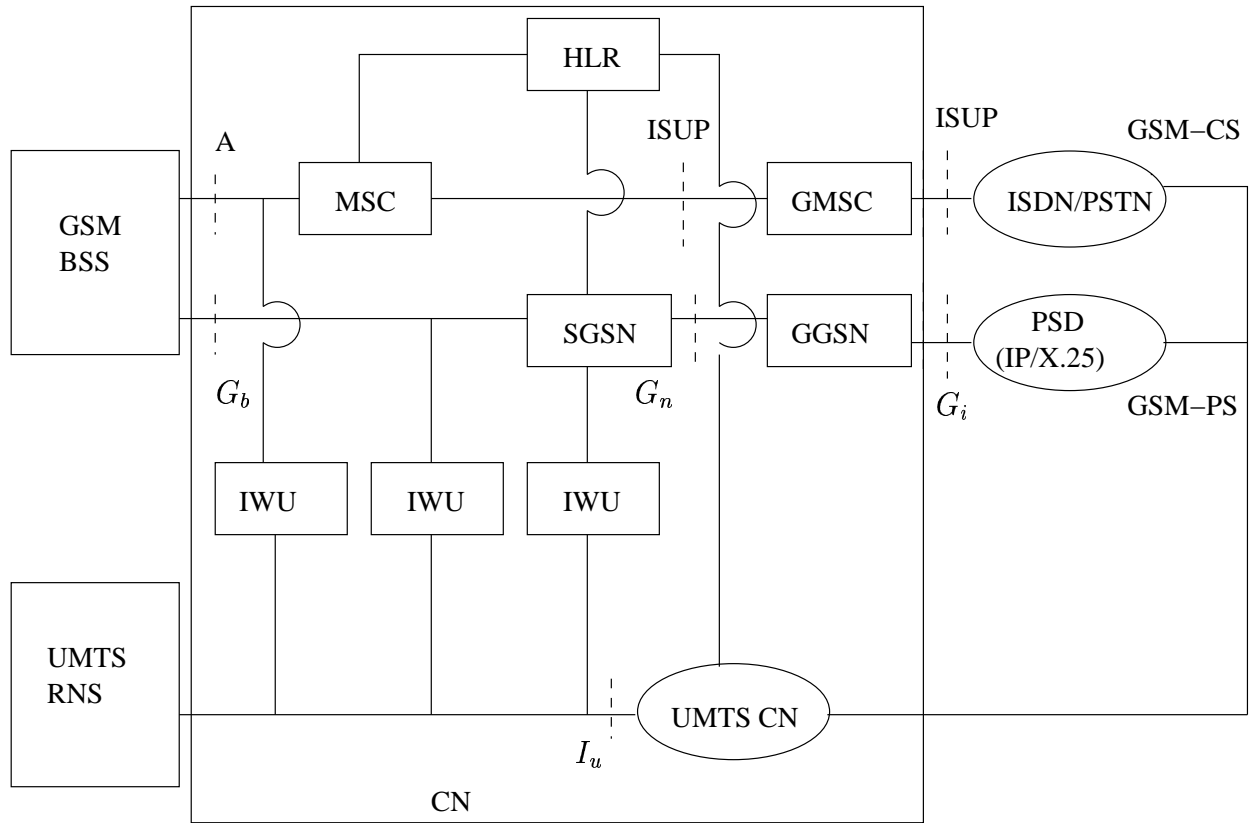 HLR
A
ISUP
ISUP
GSM–CS
GSM
BSS
MSC
GMSC
ISDN/PSTN
SGSN
GGSN
PSD
(IP/X.25)
G_b
G_n
G_i
GSM–PS
IWU
IWU
IWU
UMTS
RNS
UMTS CN
I_u
CN